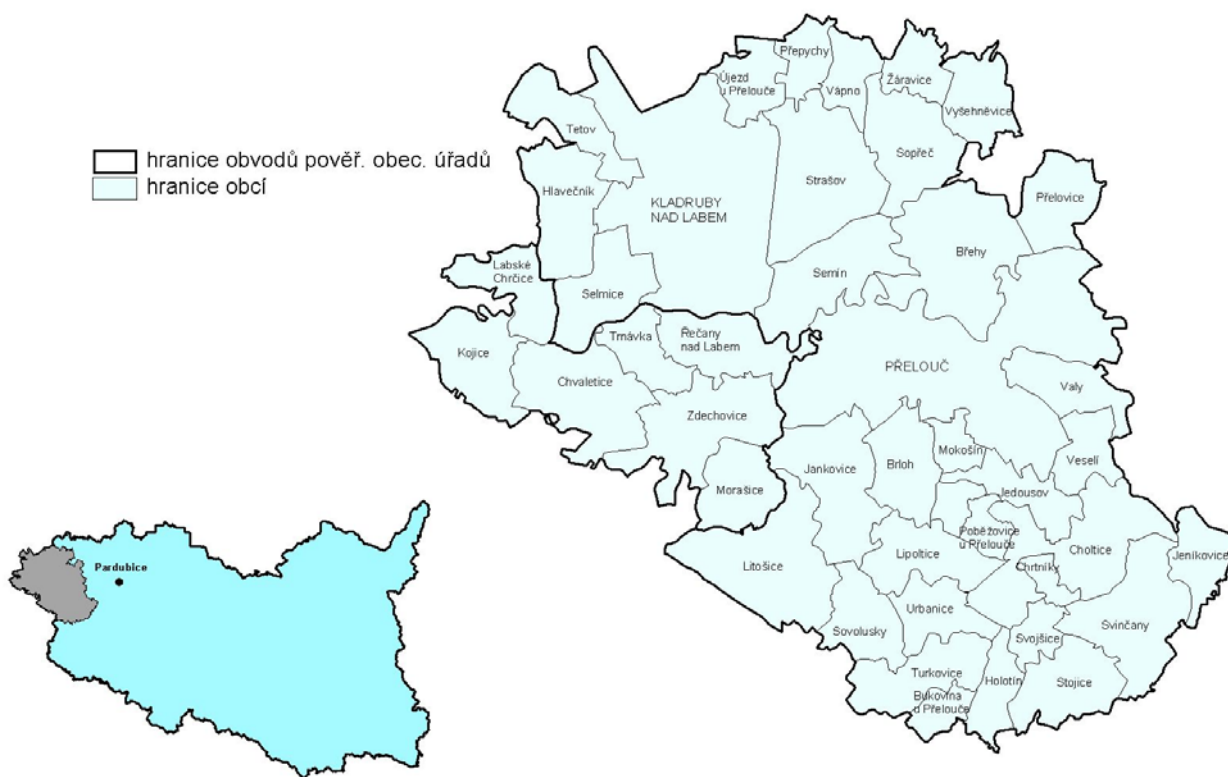 hranice obvodů pověř. obec. úřadů
hranice obcí
Přepychy
Újezd
u Přelouče
Vápno
Žáravice
Vyšehněvice
Tetov
Sopřeč
Hlavečník
Strašov
KLADRUBY
NAD LABEM
Přelovice
Břehy
Labské
Chrčice
Semín
Selmice
Trnávka
Řečany
nad Labem
Kojice
Chvaletice
PŘELOUČ
Valy
Zdechovice
Mokošín
Veselí
Jankovice
Brloh
Morašice
Jedousov
Poběžovice
u Přelouče
Litošice
Lipoltice
Choltice
Jeníkovice
Chrtníky
Urbanice
Svinčany
Sovolusky
Svojšice
Turkovice
Holotín
Stojice
Bukovina
u Přelouče
Pardubice